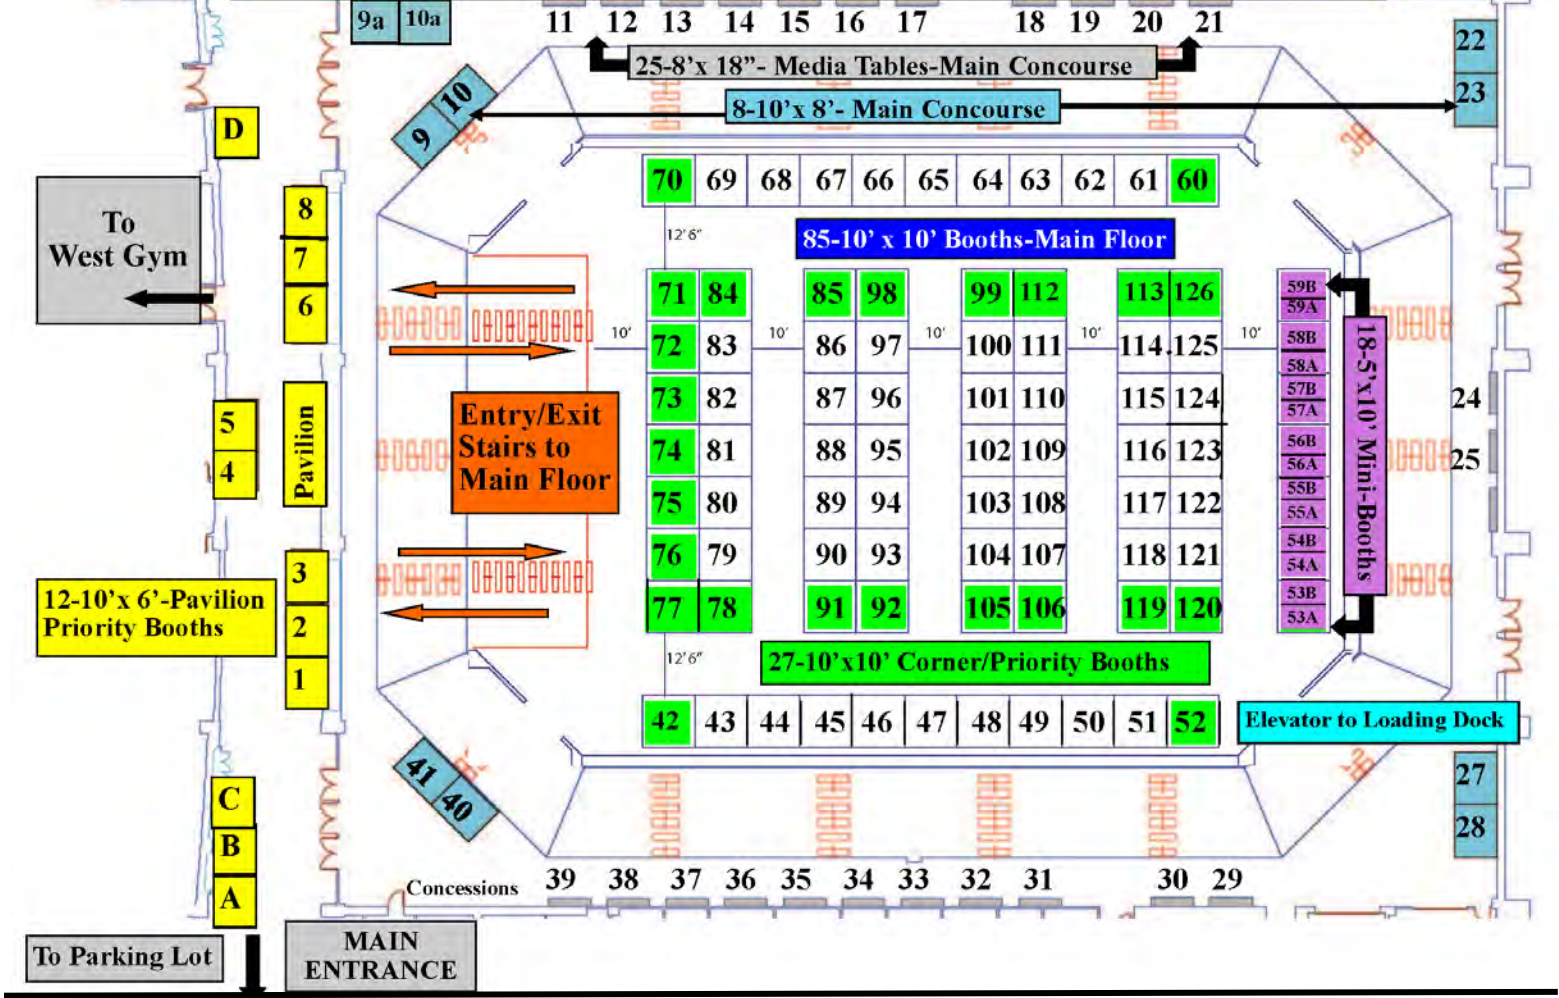 9a 10a
11 12 13 14 15 16 17 18 19 20 21
25-8'x 18”- Media Tables-Main Concourse
8-10'x 8'- Main Concourse
22
23
10
9
D
70 69 68 67 66 65 64 63 62 61 60
12'6"
85-10' x 10' Booths-Main Floor
To
West Gym
8
7
6
71 84 85 98 99 112 113 126
72 83 86 97 100 111 114 125
10' 10' 10' 10' 10'
73 82 87 96 101 110 115 124
74 81 88 95 102 109 116 123
75 80 89 94 103 108 117 122
76 79 90 93 104 107 118 121
77 78 91 92 105 106 119 120
59B
59A
58B
58A
57B
57A
56B
56A
55B
55A
54B
54A
53B
53A
18-5'x10' Mini-Booths
24
25
Entry/Exit
Stairs to
Main Floor
Pavilion
5
4
3
2
1
12-10'x 6'-Pavilion
Priority Booths
12'6"
27-10'x10' Corner/Priority Booths
42 43 44 45 46 47 48 49 50 51 52
Elevator to Loading Dock
41
40
27
28
C
B
A
Concessions
39 38 37 36 35 34 33 32 31 30 29
To Parking Lot
MAIN
ENTRANCE